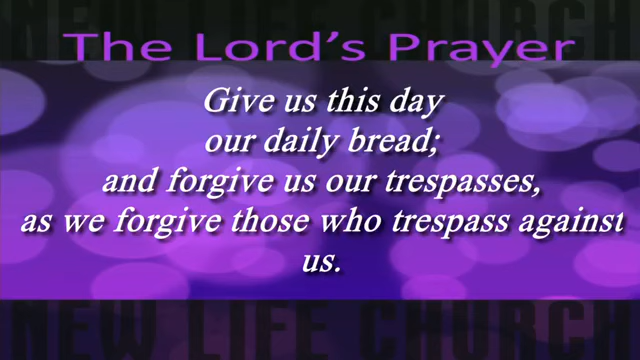 NEW LIFE CHURCH
The Lord's Prayer
Give us this day
our daily bread;
and forgive us our trespasses,
as we forgive those who trespass against
us.
NEW LIFE CHURCH